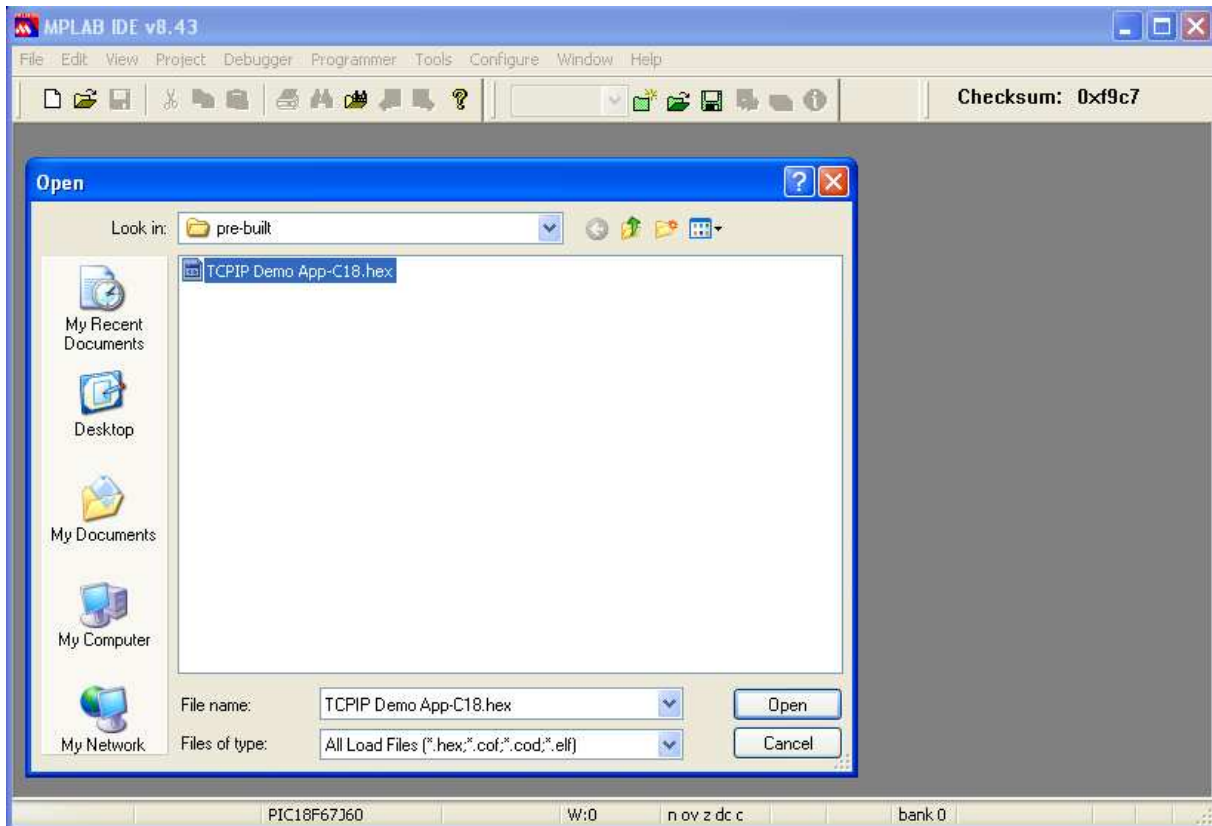 MPLAB IDE v8.43
File Edit View Project Debugger Programmer Tools Configure Window Help
Checksum: 0xf9c7
Open
Look in: pre-built
TCPIP Demo App-C18.hex
My Recent
Documents
Desktop
My Documents
My Computer
My Network
File name: TCPIP Demo App-C18.hex Open
Files of type: All Load Files (*.hex;*.cof;*.cod;*.elf) Cancel
PIC18F67J60 W:0 n ov z dc c bank 0